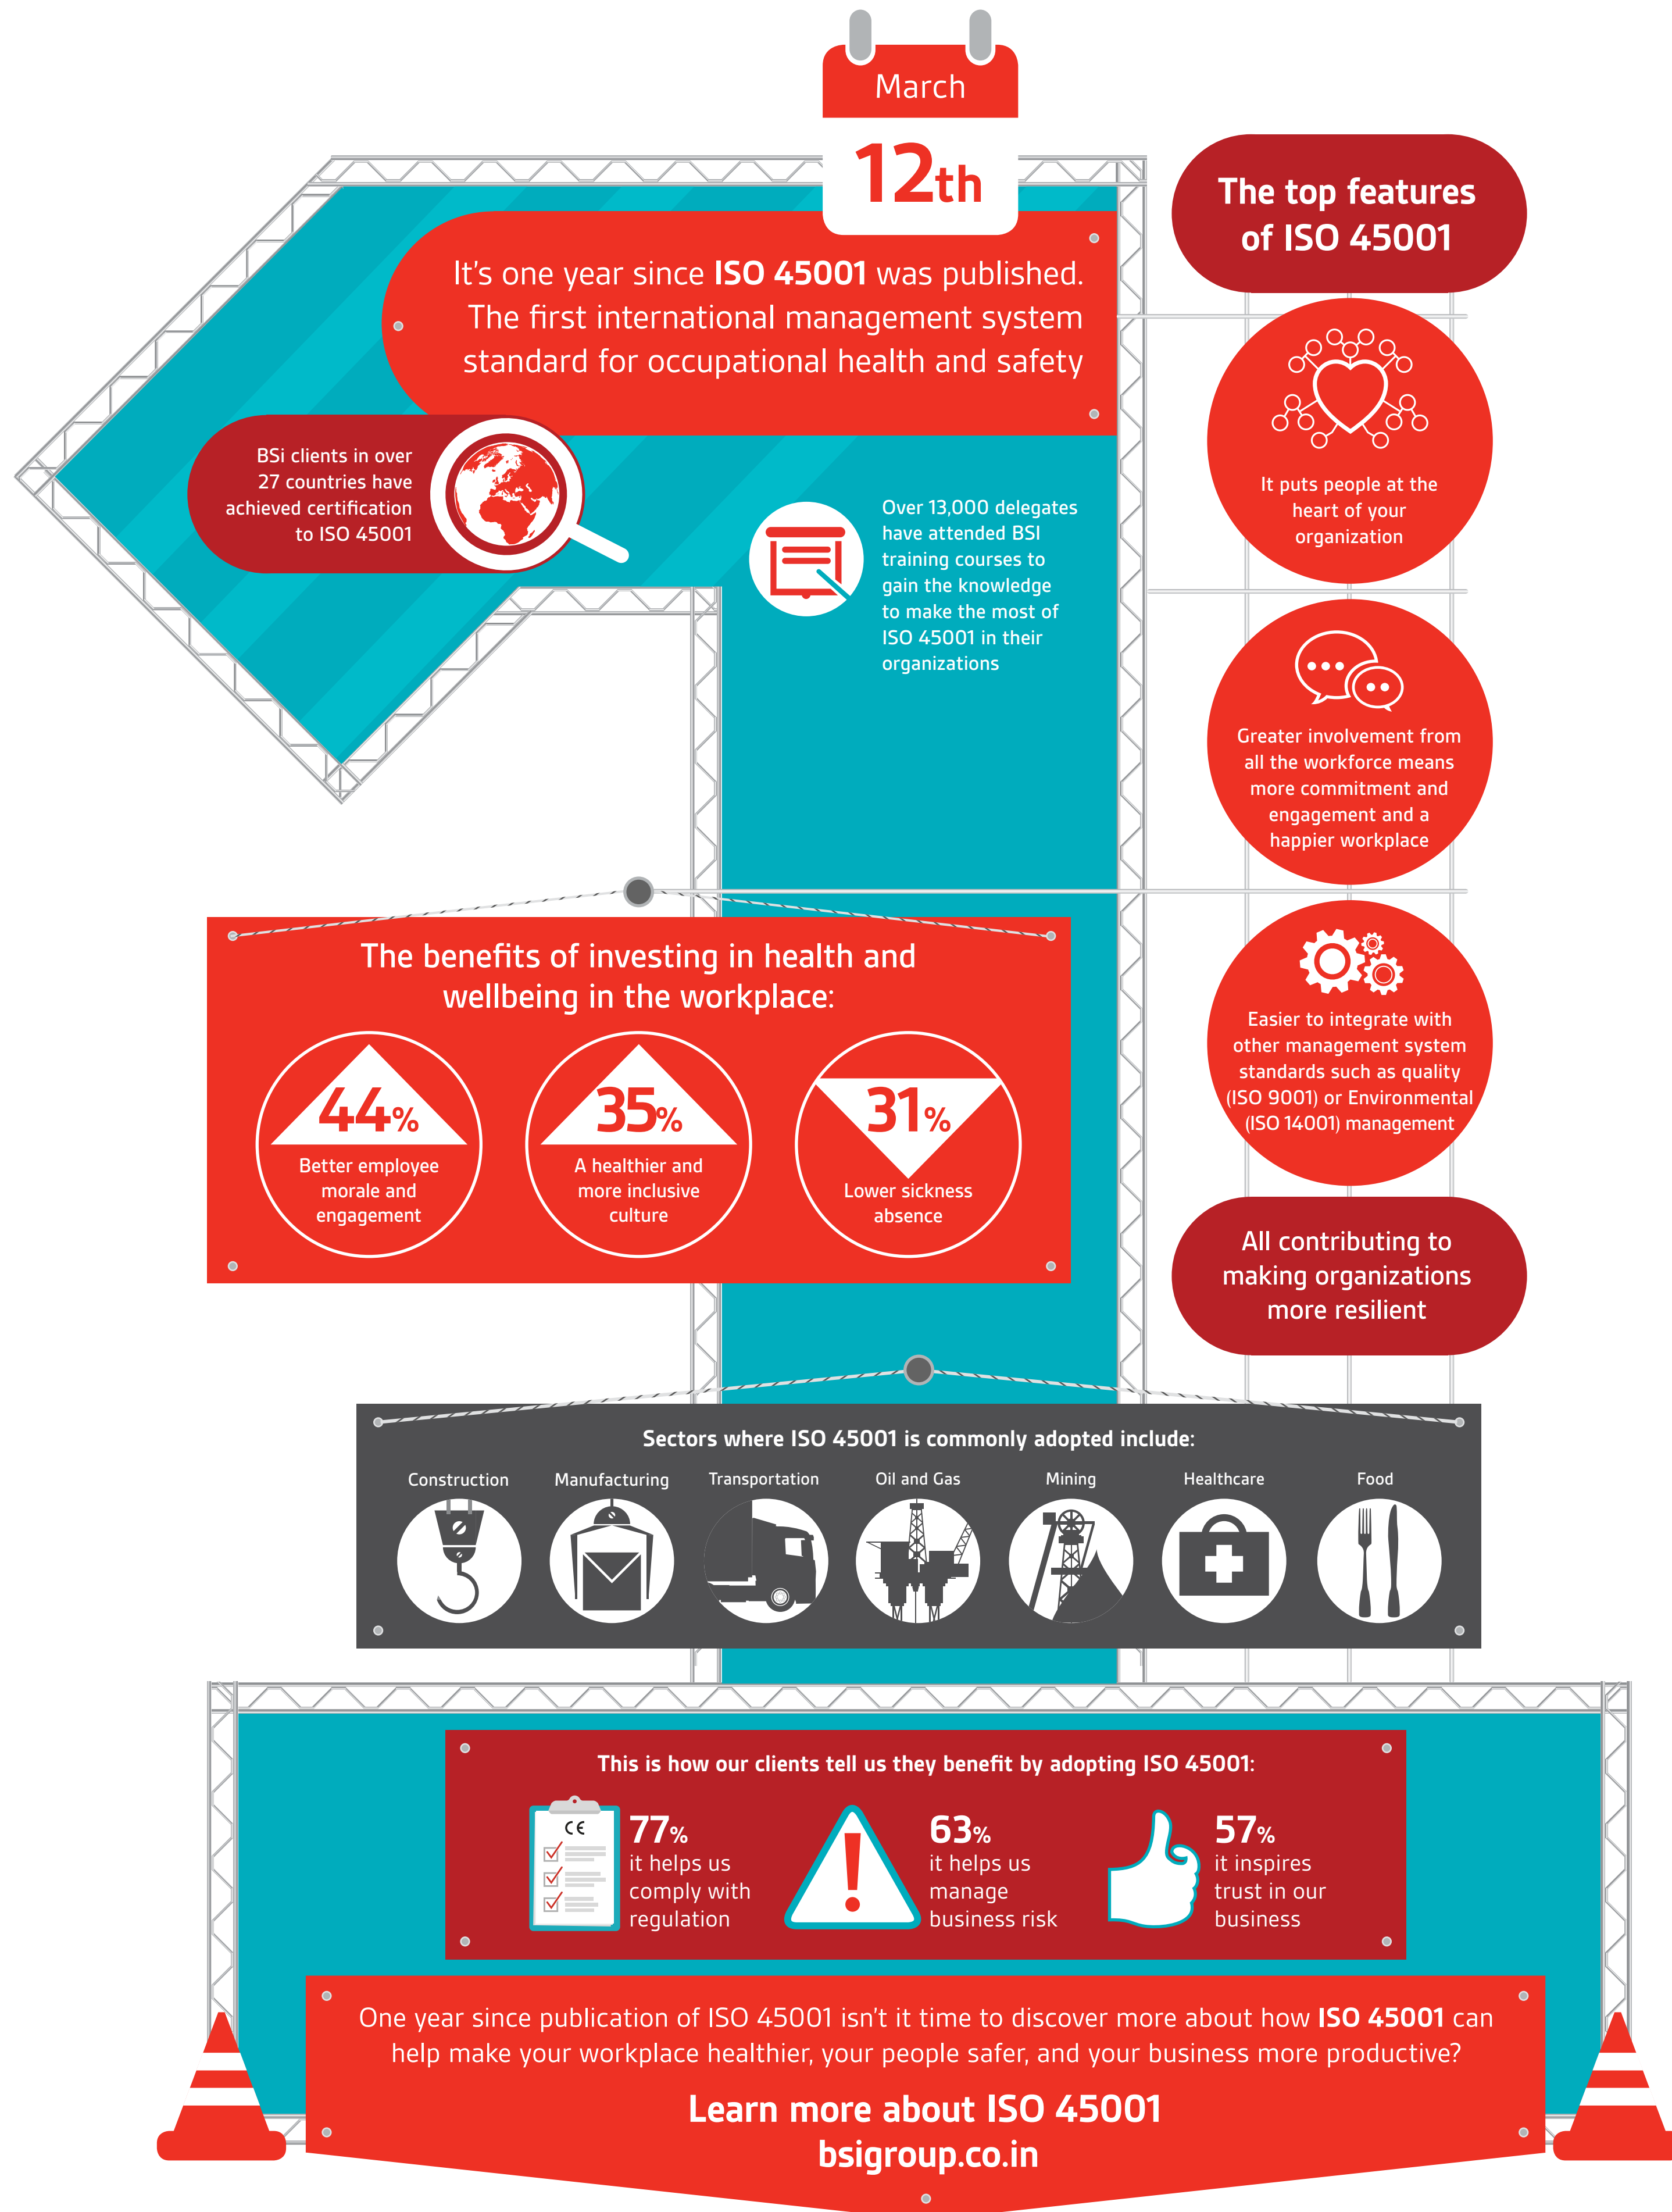 March
12th
It's one year since ISO 45001 was published.
The first international management system
standard for occupational health and safety
BSi clients in over
27 countries have
achieved certification
to ISO 45001
Over 13,000 delegates
have attended BSI
training courses to
gain the knowledge
to make the most of
ISO 45001 in their
organizations
The top features
of ISO 45001
It puts people at the
heart of your
organization
Greater involvement from
all the workforce means
more commitment and
engagement and a
happier workplace
Easier to integrate with
other management system
standards such as quality
(ISO 9001) or Environmental
(ISO 14001) management
All contributing to
making organizations
more resilient
The benefits of investing in health and
wellbeing in the workplace:
44%
Better employee
morale and
engagement
35%
A healthier and
more inclusive
culture
31%
Lower sickness
absence
Sectors where ISO 45001 is commonly adopted include:
Construction
Manufacturing
Transportation
Oil and Gas
Mining
Healthcare
Food
This is how our clients tell us they benefit by adopting ISO 45001:
CE
77%
it helps us
comply with
regulation
63%
it helps us
manage
business risk
57%
it inspires
trust in our
business
One year since publication of ISO 45001 isn't it time to discover more about how ISO 45001 can
help make your workplace healthier, your people safer, and your business more productive?
Learn more about ISO 45001
bsigroup.co.in